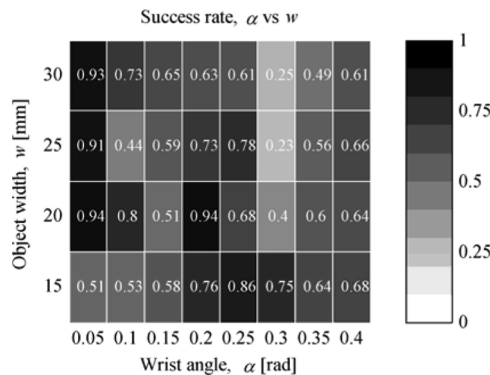 Success rate, α vs w
Object width, w [mm]
30 0.93 0.73 0.65 0.63 0.61 0.25 0.49 0.61
25 0.91 0.44 0.59 0.73 0.78 0.23 0.56 0.66
20 0.94 0.8 0.51 0.94 0.68 0.4 0.6 0.64
15 0.51 0.53 0.58 0.76 0.86 0.75 0.64 0.68
0.05 0.1 0.15 0.2 0.25 0.3 0.35 0.4
Wrist angle, α [rad]
1
0.75
0.5
0.25
0